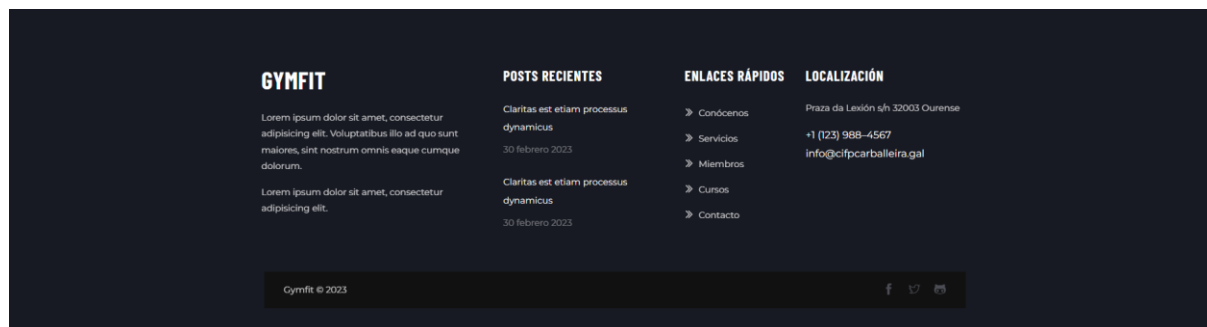 GYMFIT
Lorem ipsum dolor sit amet, consectetur
adipisicing elit. Voluptatibus illo ad quo sunt
maiores, sint nostrum omnis eaque cumque
dolorum.
Lorem ipsum dolor sit amet, consectetur
adipisicing elit.
POSTS RECIENTES
Claritas est etiam processus
dynamicus
30 febrero 2023
Claritas est etiam processus
dynamicus
30 febrero 2023
ENLACES RÁPIDOS
Conócenos
Servicios
Miembros
Cursos
Contacto
LOCALIZACIÓN
Praza da Lexión s/n 32003 Ourense
+1 (123) 988–4567
info@cifpcarballeira.gal
Gymfit © 2023